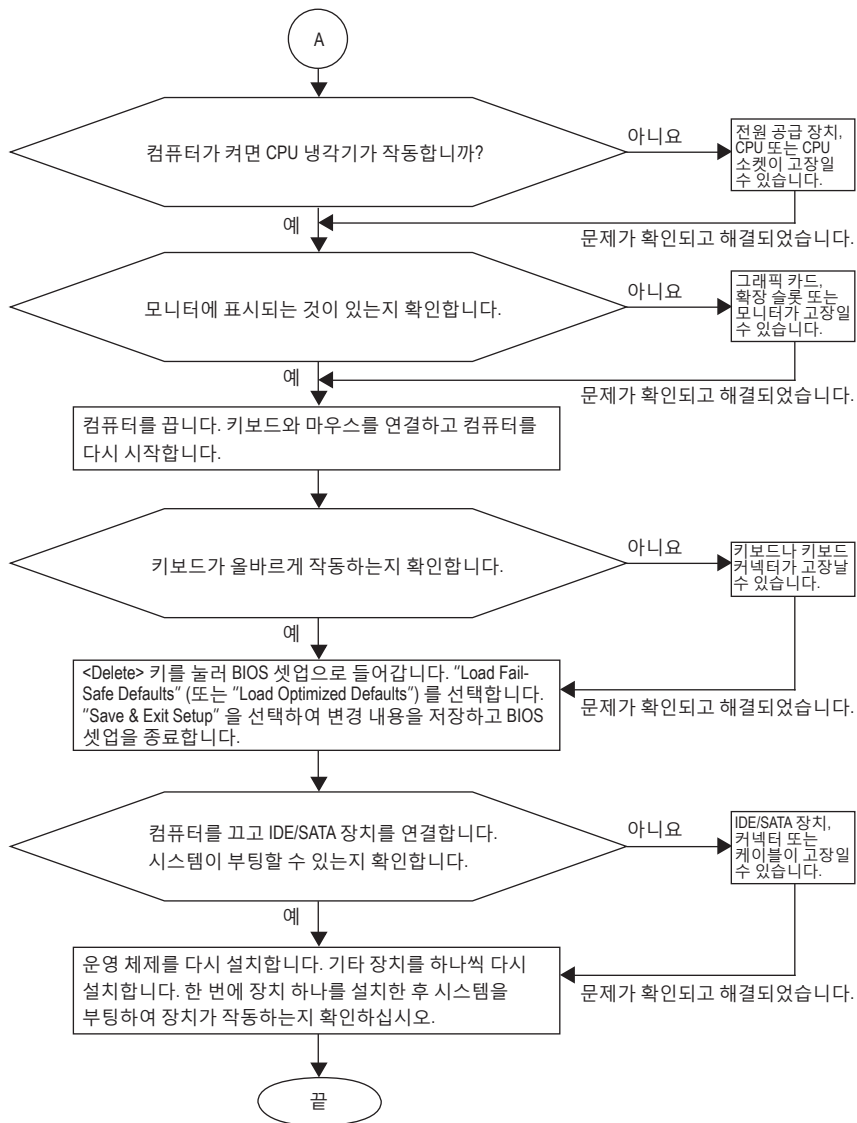 A
컴퓨터가 켜면 CPU 냉각기가 작동합니까?
아니요
전원 공급 장치,
CPU 또는 CPU
소켓이 고장일
수 있습니다.
예
문제가 확인되고 해결되었습니다.
모니터에 표시되는 것이 있는지 확인합니다.
아니요
그래픽 카드,
확장 슬롯 또는
모니터가 고장일
수 있습니다.
예
문제가 확인되고 해결되었습니다.
컴퓨터를 끕니다. 키보드와 마우스를 연결하고 컴퓨터를
다시 시작합니다.
키보드가 올바르게 작동하는지 확인합니다.
아니요
키보드나 키보드
커넥터가 고장날
수 있습니다.
예
<Delete> 키를 눌러 BIOS 셋업으로 들어갑니다. "Load Fail-
Safe Defaults" (또는 "Load Optimized Defaults") 를 선택합니다.
"Save & Exit Setup" 을 선택하여 변경 내용을 저장하고 BIOS
셋업을 종료합니다.
문제가 확인되고 해결되었습니다.
컴퓨터를 끄고 IDE/SATA 장치를 연결합니다.
시스템이 부팅할 수 있는지 확인합니다.
아니요
IDE/SATA 장치,
커넥터 또는
케이블이 고장일
수 있습니다.
예
운영 체제를 다시 설치합니다. 기타 장치를 하나씩 다시
설치합니다. 한 번에 장치 하나를 설치한 후 시스템을
부팅하여 장치가 작동하는지 확인하십시오.
문제가 확인되고 해결되었습니다.
끝